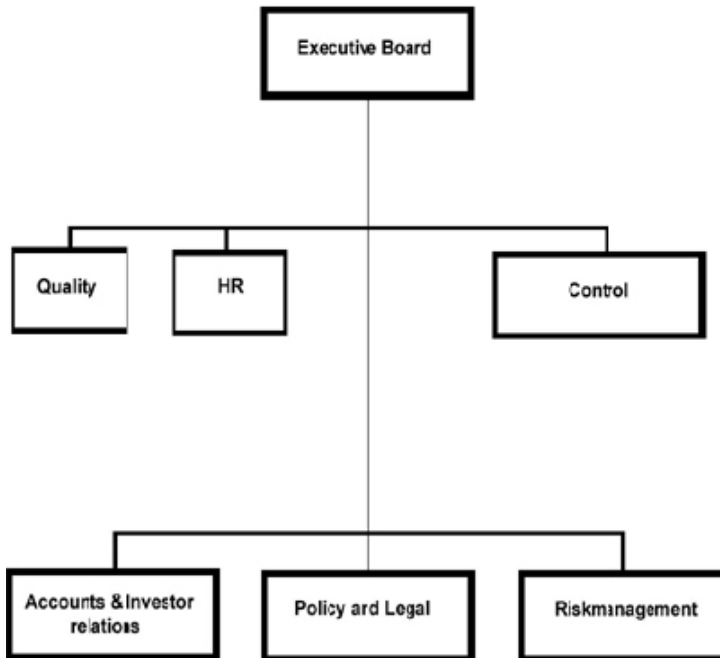 Executive Board
Quality
HR
Control
Accounts & Investor
relations
Policy and Legal
Riskmanagement